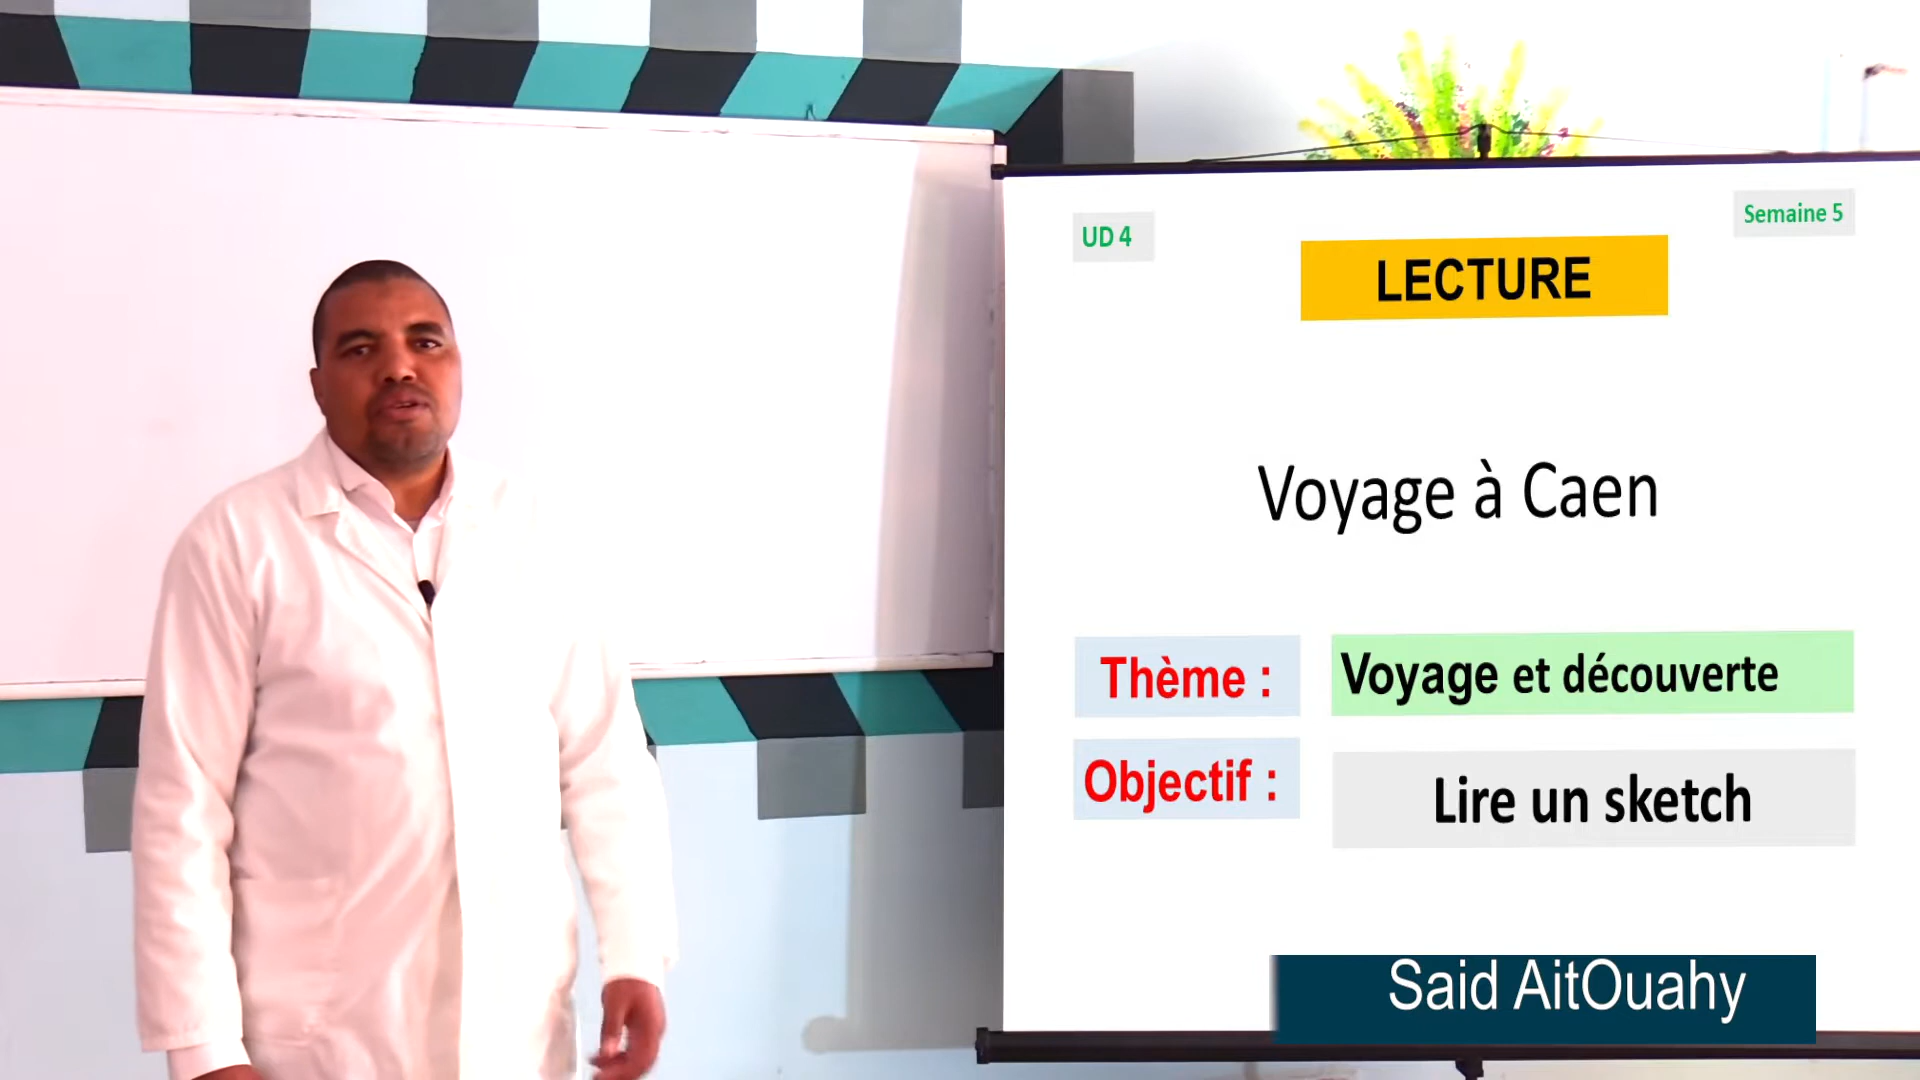 UD 4
Semaine 5
LECTURE
Voyage à Caen
Thème :
Voyage et découverte
Objectif :
Lire un sketch
Said AitOuahy